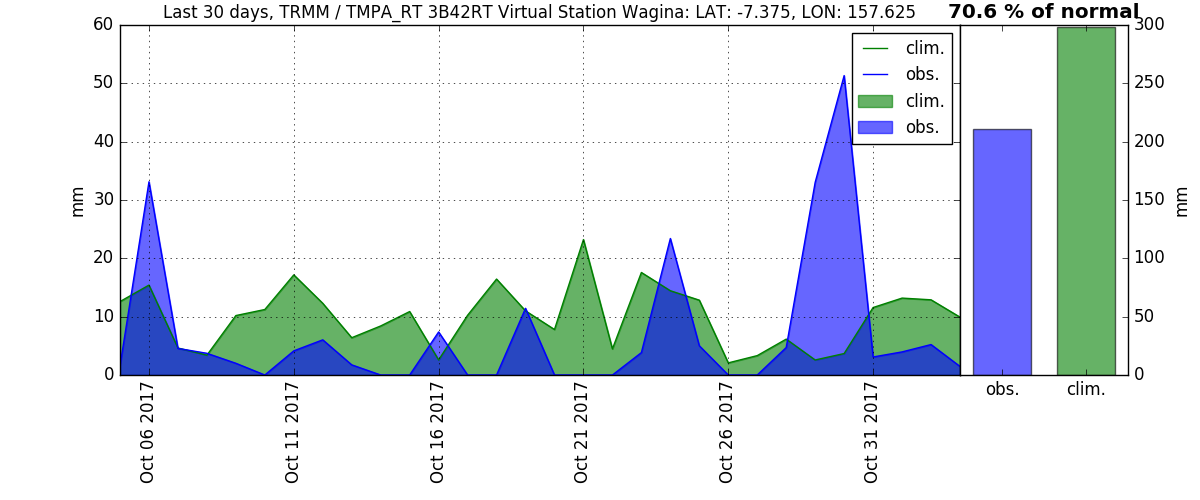 Last 30 days, TRMM / TMPA_RT 3B42RT Virtual Station Wagina: LAT: -7.375, LON: 157.625
70.6 % of normal
60
50
40
30
20
10
0
mm
clim.
obs.
clim.
obs.
Oct 06 2017
Oct 11 2017
Oct 16 2017
Oct 21 2017
Oct 26 2017
Oct 31 2017
300
250
200
150
100
50
0
mm
obs.
clim.